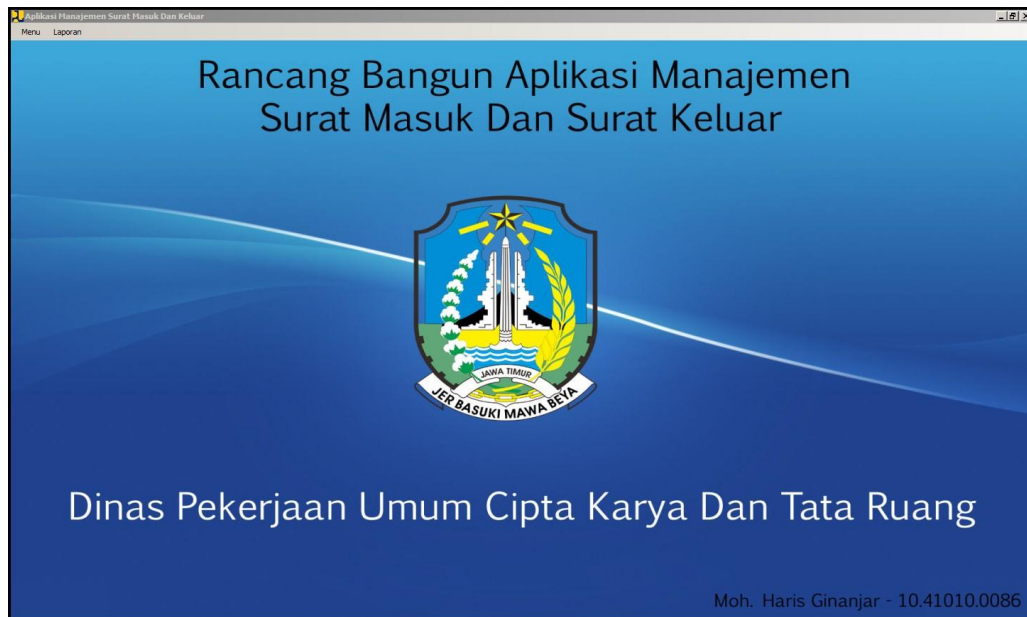 Aplikasi Manajemen Surat Masuk Dan Keluar
Menu Laporan
Rancang Bangun Aplikasi Manajemen
Surat Masuk Dan Surat Keluar
JAWA TIMUR
JER BASUKI MAWA BEYA
Dinas Pekerjaan Umum Cipta Karya Dan Tata Ruang
Moh. Haris Ginanjar - 10.41010.0086